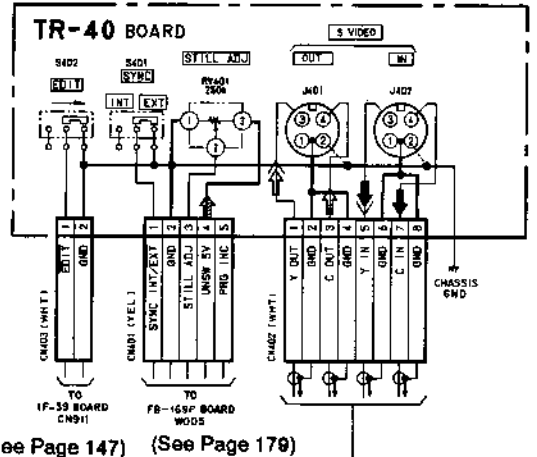 TR-40 BOARD
S VIDEO
S402
S401
STILL ADJ
OUT
IN
EDIT
SYNC
RV401
J401
J402
INT
EXT
250k
1
3
2
3
4
1
2
3
4
1
2
1
2
1
2
3
4
5
1
2
3
4
5
6
7
8
CN403 (WHT)
EDIT
GND
CN401 (YEL)
SYNC INT/EXT
GND
STILL ADJ
UNSW 5V
PRG INC
CN402 (WHT)
Y OUT
GND
C OUT
GND
Y IN
GND
C IN
GND
CHASSIS
GND
TO
IF-59 BOARD
CN911
TO
FB-169P BOARD
W005
ee Page 147)
(See Page 179)